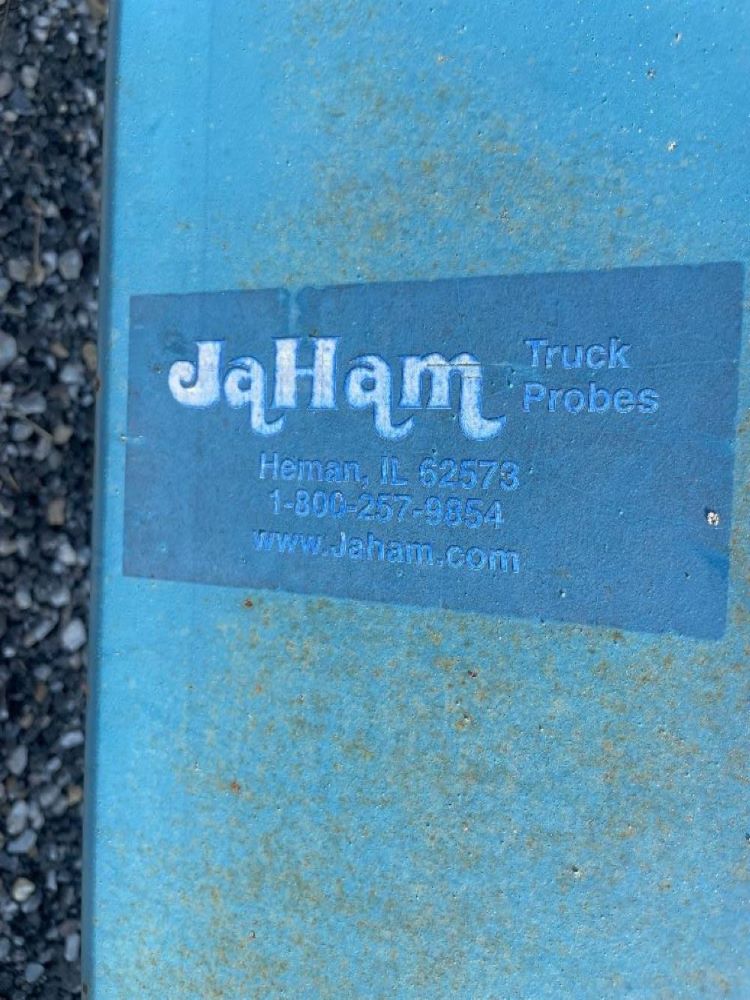 JaHam Truck
Probes
Heman, IL 62573
1-800-257-9854
www.Jaham.com